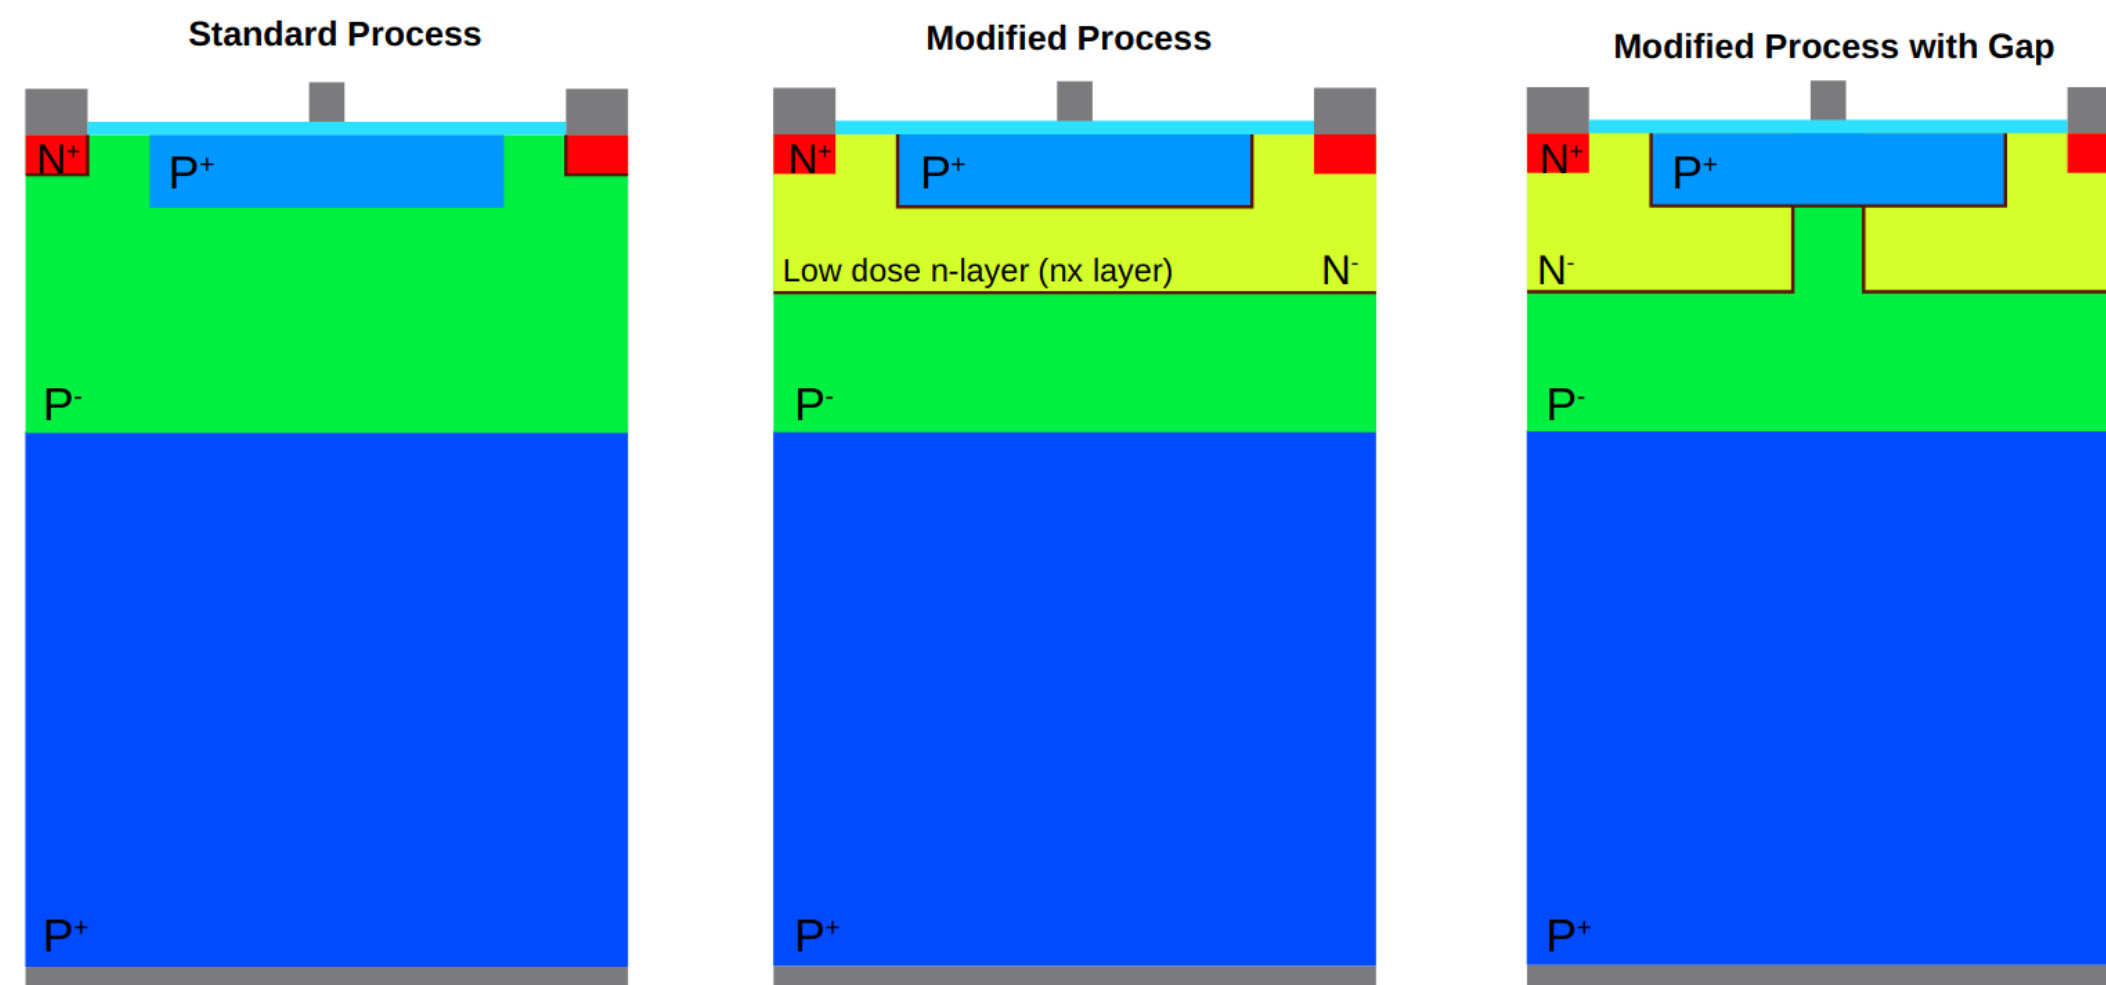 Standard Process
N⁺
P⁺
P⁻
P⁺
Modified Process
N⁺
P⁺
Low dose n-layer (nx layer)
N⁻
P⁻
P⁺
Modified Process with Gap
N⁺
P⁺
N⁻
P⁻
P⁺